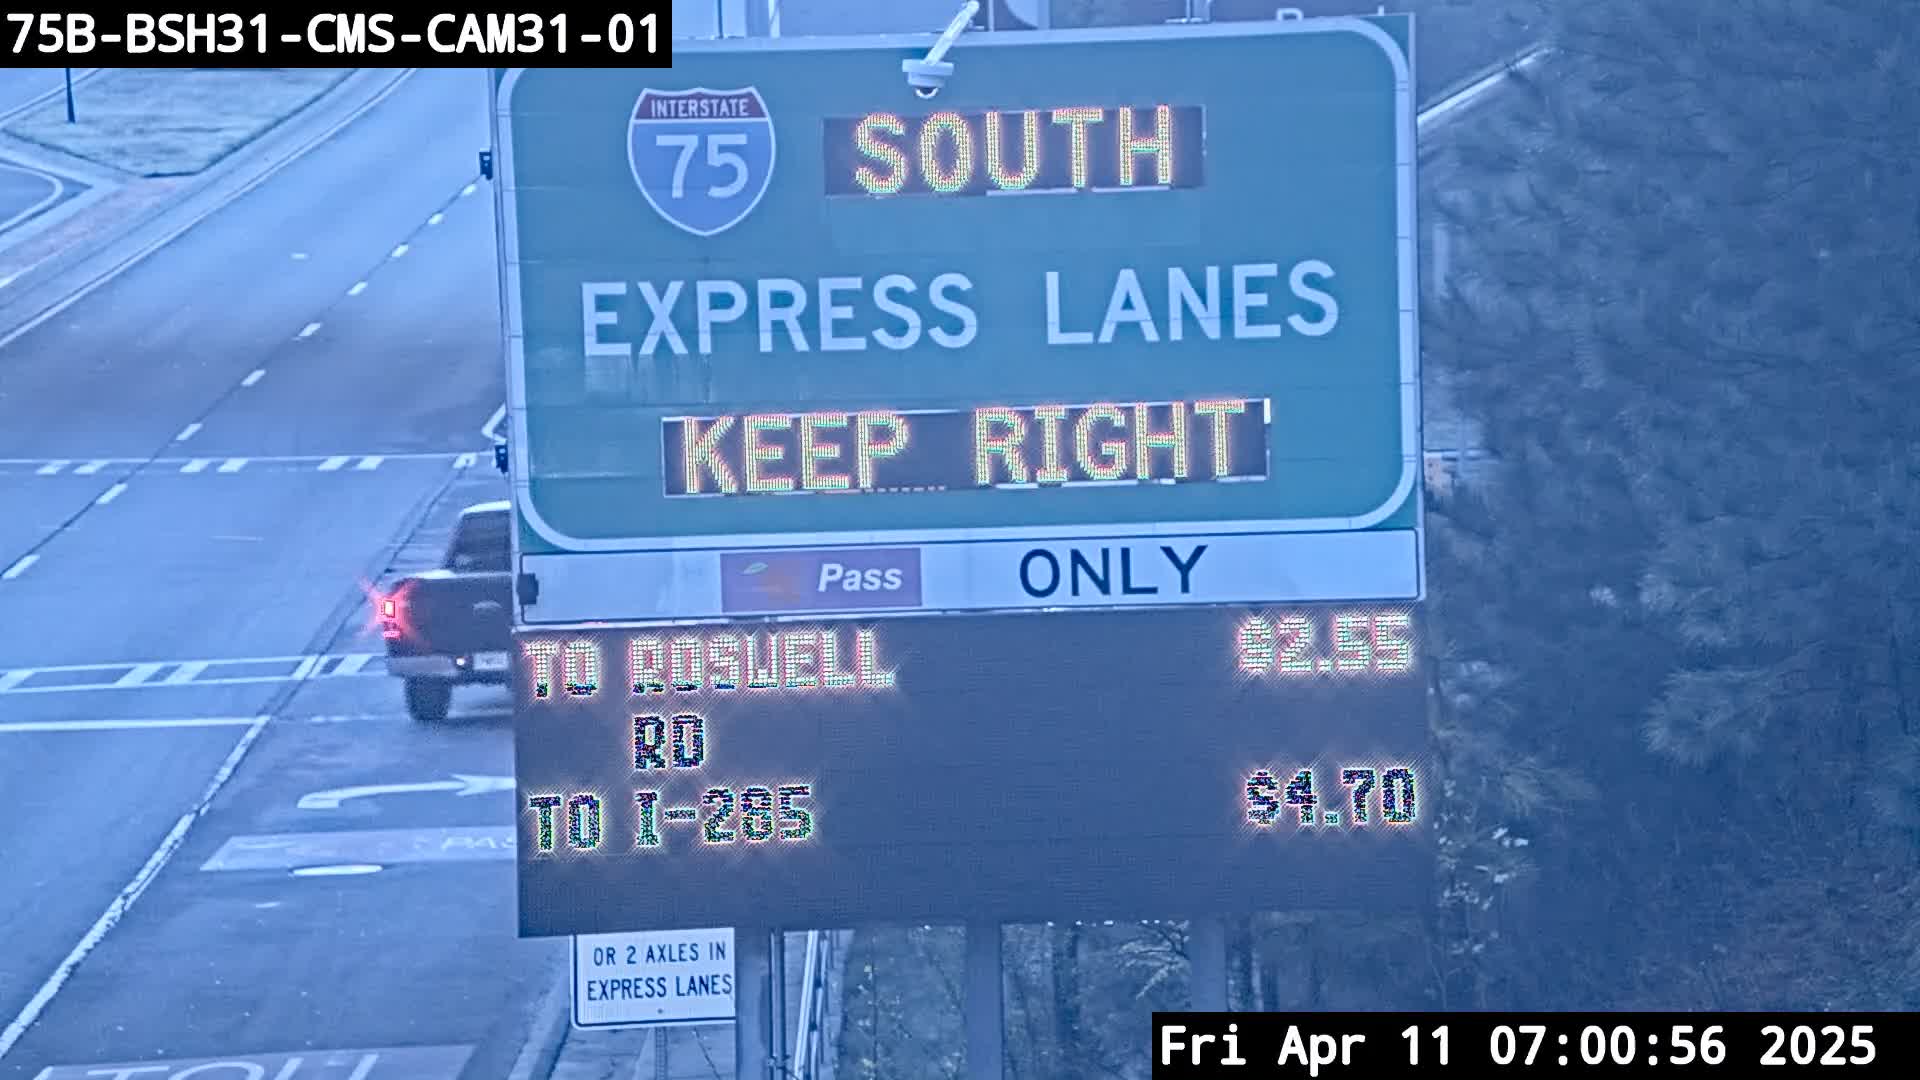 75B-BSH31-CMS-CAM31-01
INTERSTATE
75
SOUTH
EXPRESS LANES
KEEP RIGHT
Pass ONLY
TO ROSWELL $2.55
RD
TO I-285 $4.70
OR 2 AXLES IN
EXPRESS LANES
Fri Apr 11 07:00:56 2025